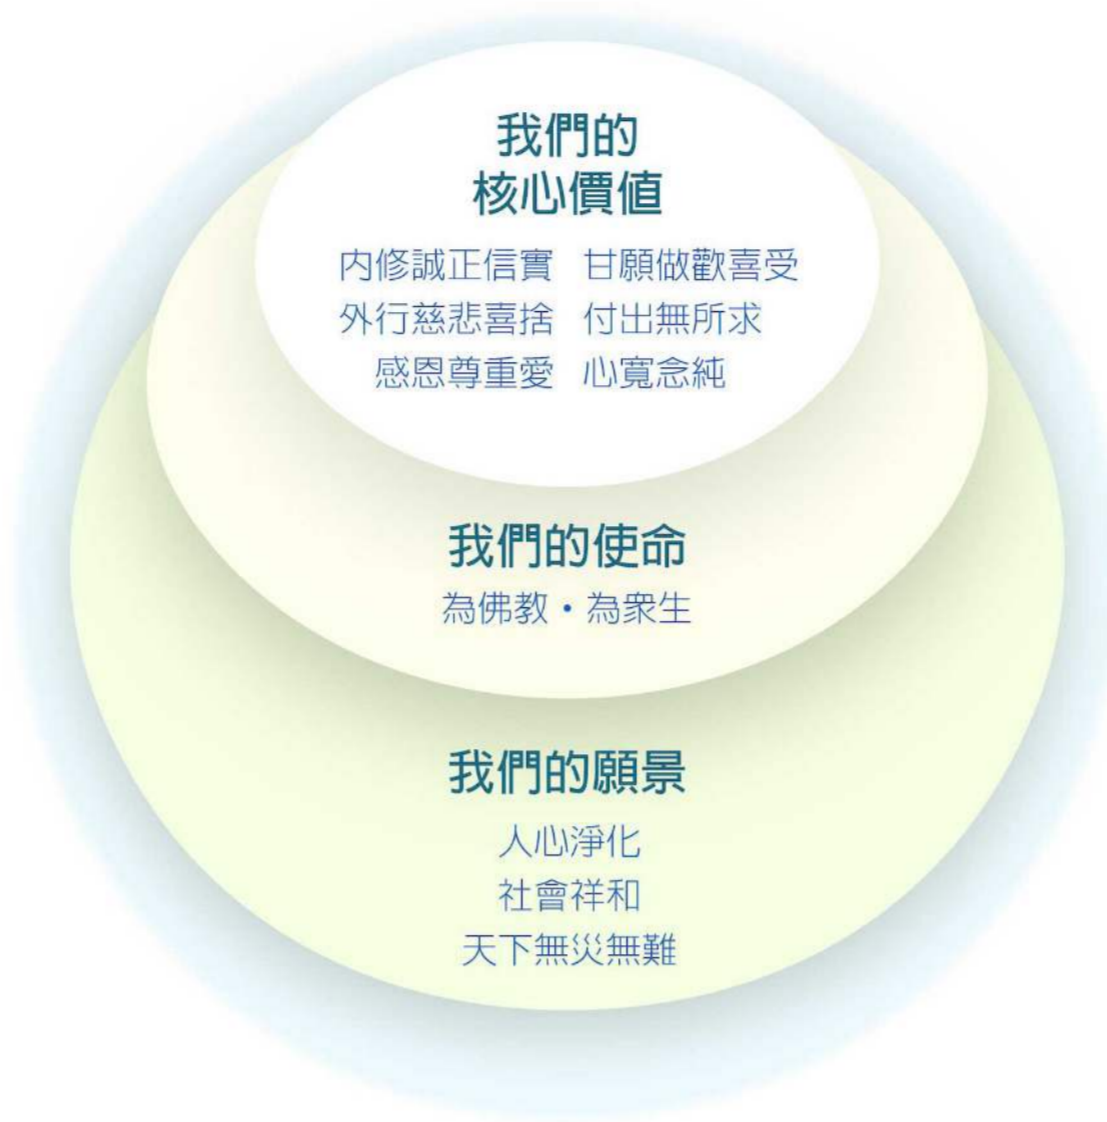 我們的
核心價值
內修誠正信實 甘願做歡喜受
外行慈悲喜捨 付出無所求
感恩尊重愛 心寬念純
我們的使命
為佛教・為眾生
我們的願景
人心淨化
社會祥和
天下無災無難